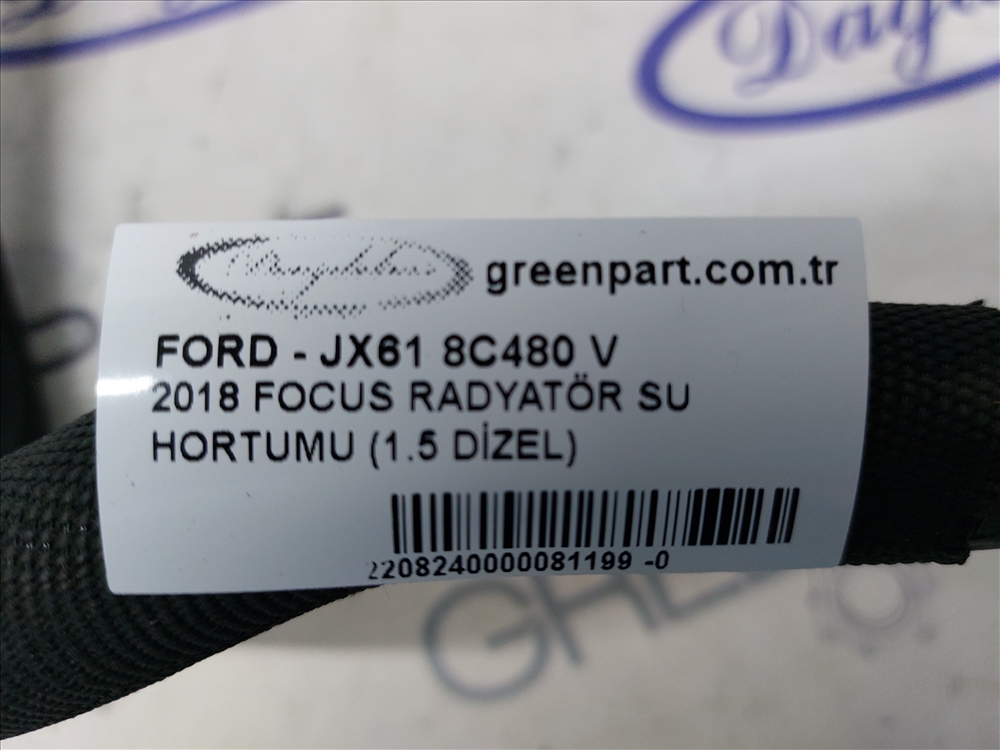 greenpart.com.tr
FORD - JX61 8C480 V
2018 FOCUS RADYATÖR SU
HORTUMU (1.5 DİZEL)
2208240000081199 -0